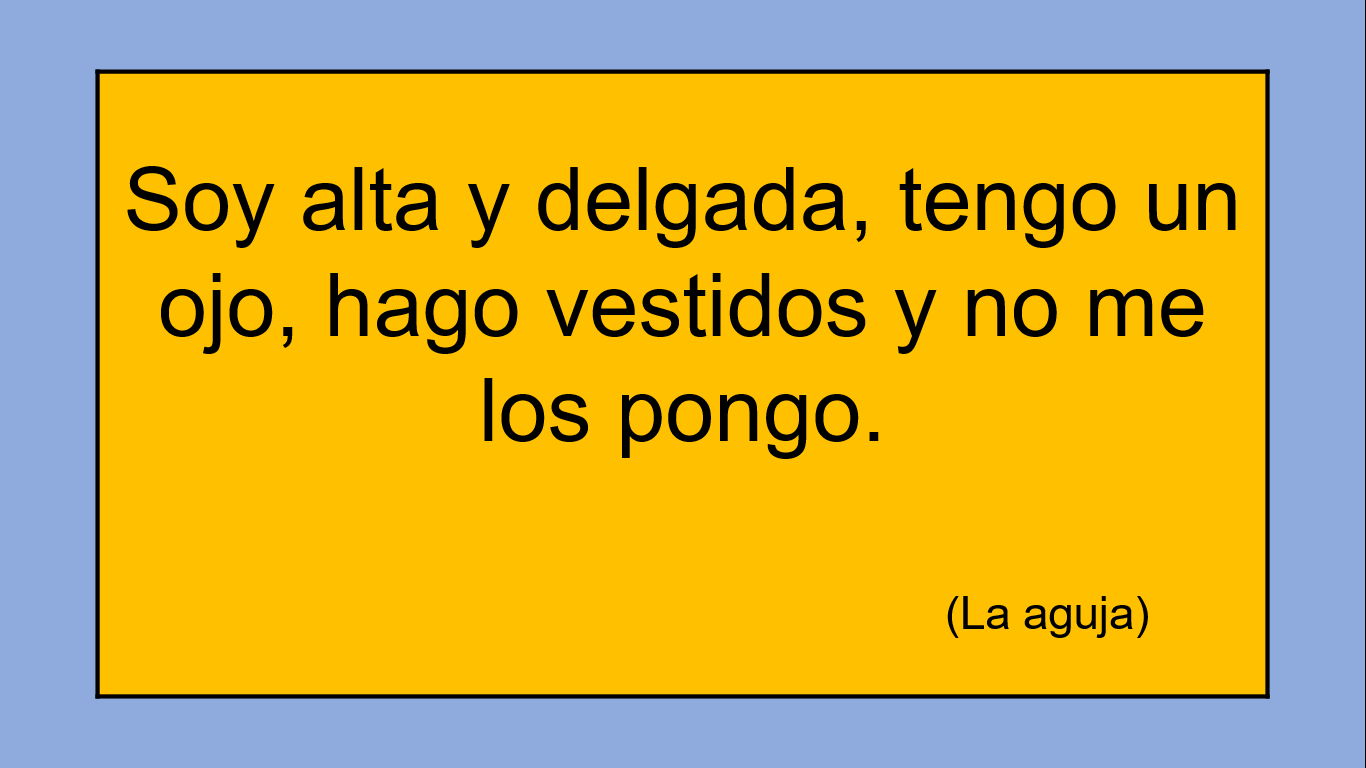 Soy alta y delgada, tengo un
ojo, hago vestidos y no me
los pongo.
(La aguja)